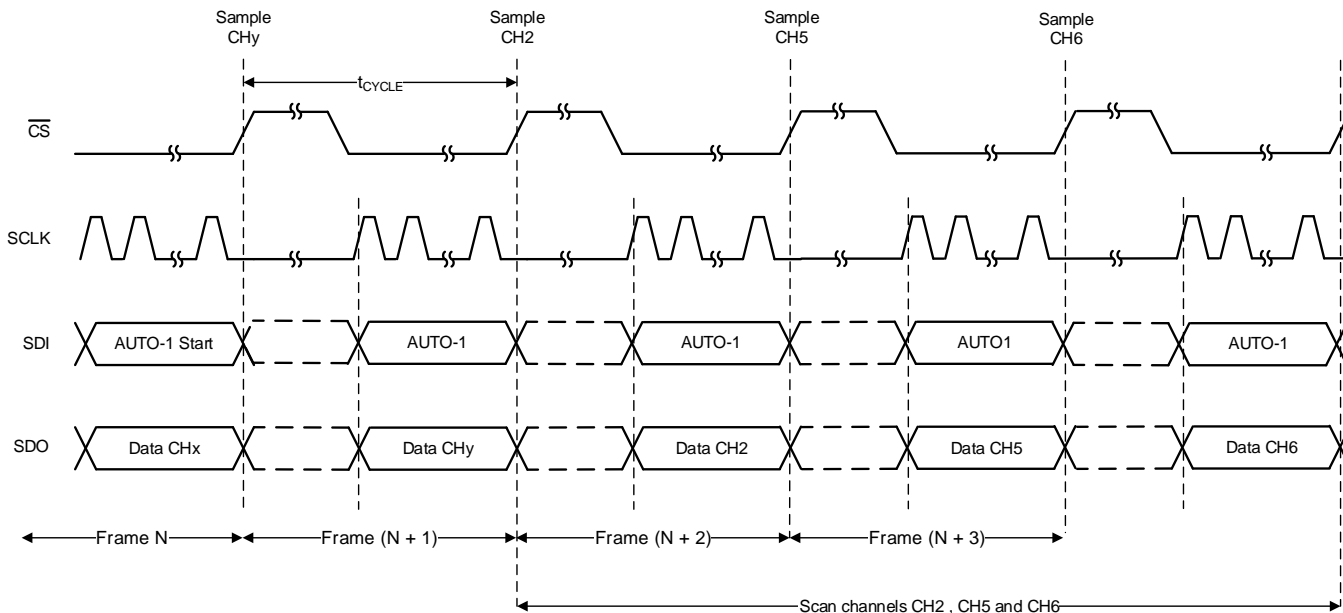 Sample
CHy
Sample
CH2
Sample
CH5
Sample
CH6
tCYCLE
CS
SCLK
SDI
AUTO-1 Start
AUTO-1
AUTO-1
AUTO1
AUTO-1
SDO
Data CHx
Data CHy
Data CH2
Data CH5
Data CH6
Frame N
Frame (N + 1)
Frame (N + 2)
Frame (N + 3)
Scan channels CH2 , CH5 and CH6